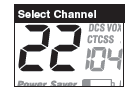 Select Channel
DCS VOX
CTCSS
22 104
Power Saver